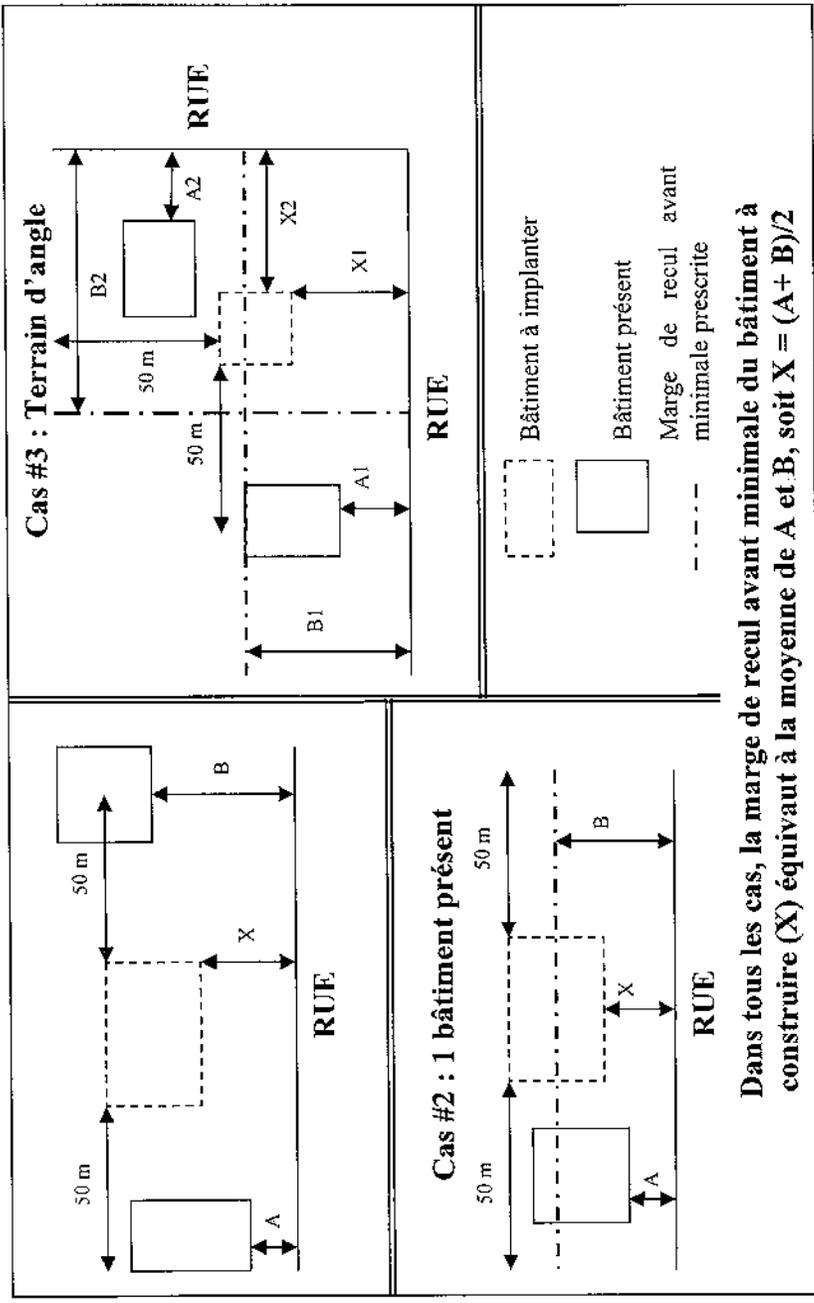 50 m
50 m
A
X
B
RUE
Cas #2 : 1 bâtiment présent
50 m
50 m
A
X
B
RUE
Cas #3 : Terrain d'angle
B2
50 m
A2
RUE
50 m
X2
A1
X1
B1
RUE
Bâtiment à implanter
Bâtiment présent
Marge de recul avant
minimale prescrite
Dans tous les cas, la marge de recul avant minimale du bâtiment à
construire (X) équivaut à la moyenne de A et B, soit X = (A+ B)/2